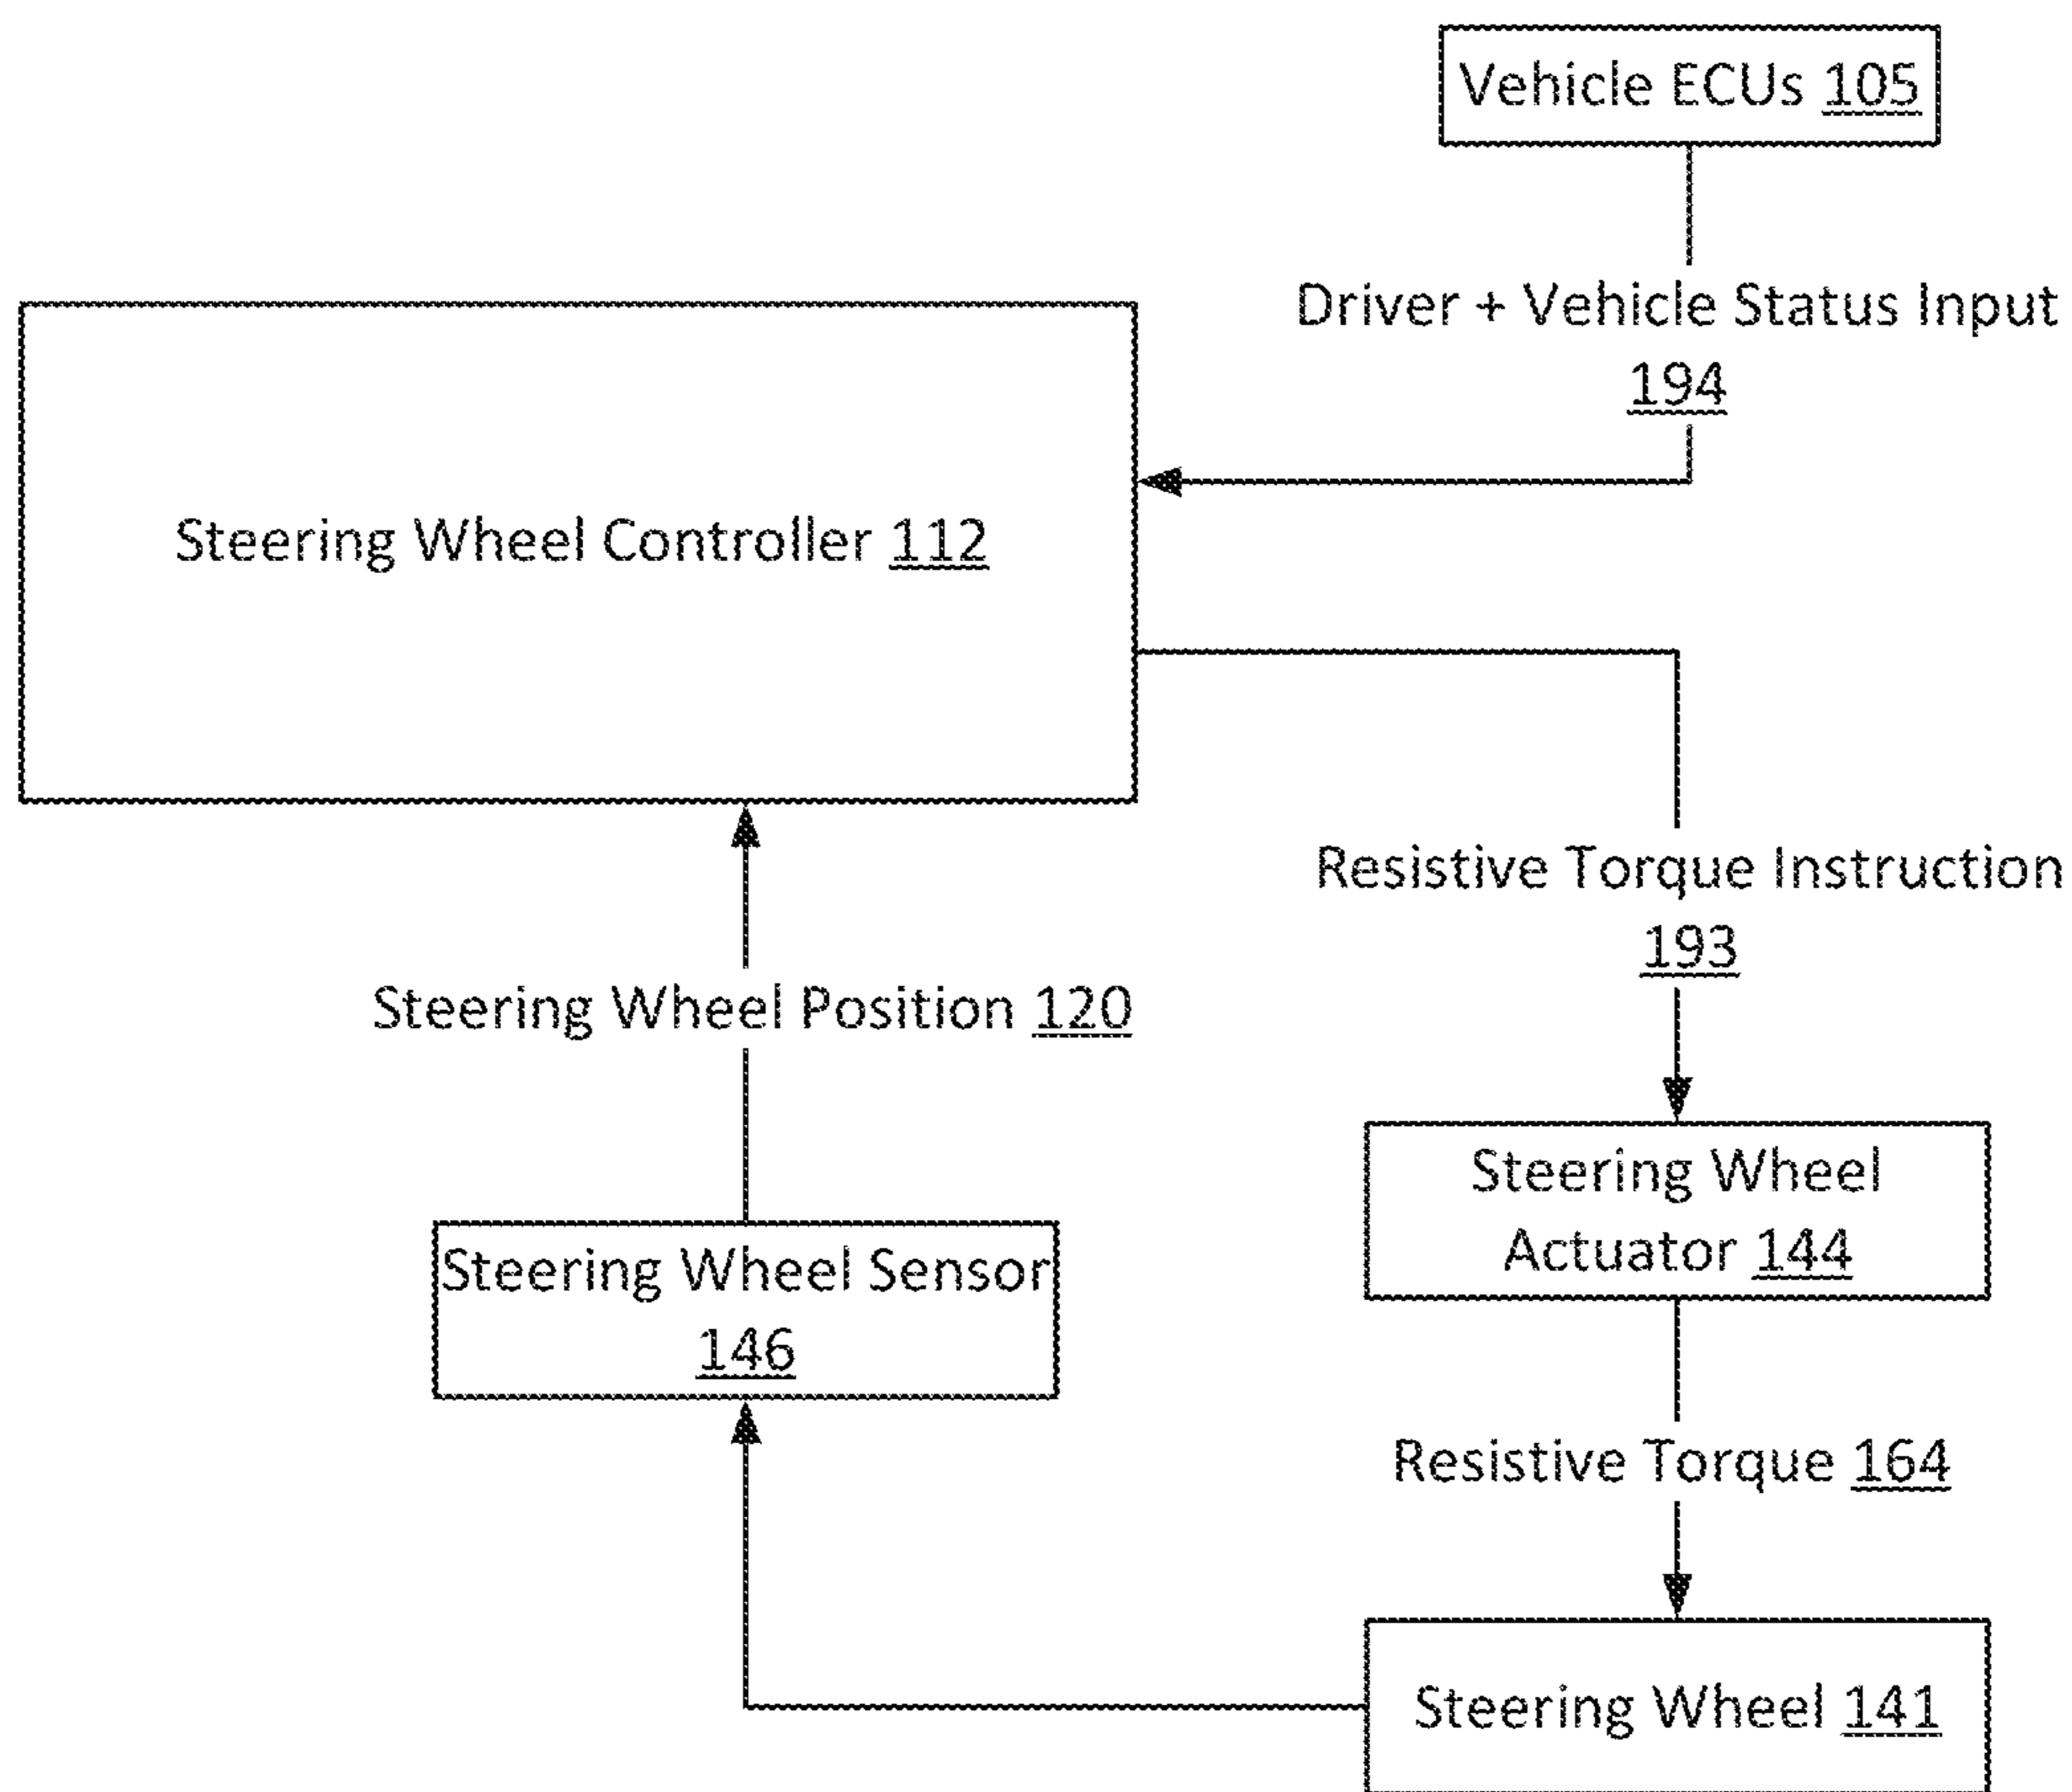 Vehicle ECUs 105
Driver + Vehicle Status Input
194
Steering Wheel Controller 112
Resistive Torque Instruction
193
Steering Wheel Position 120
Steering Wheel
Actuator 144
Steering Wheel Sensor
146
Resistive Torque 164
Steering Wheel 141